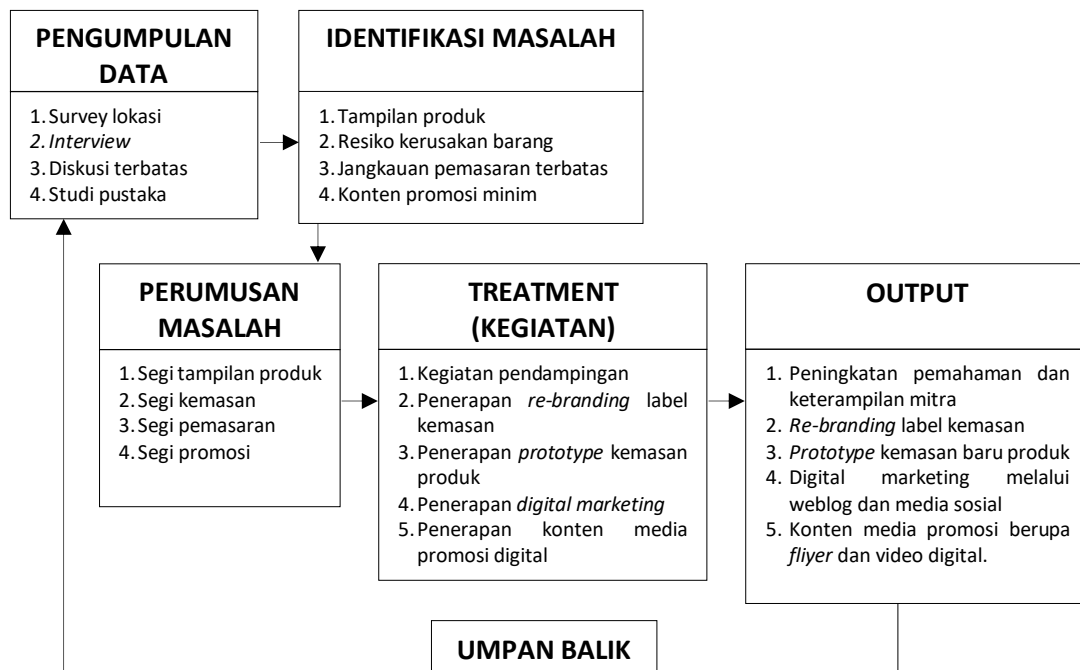 PENGUMPULAN
DATA
1. Survey lokasi
2. Interview
3. Diskusi terbatas
4. Studi pustaka
IDENTIFIKASI MASALAH
1. Tampilan produk
2. Resiko kerusakan barang
3. Jangkauan pemasaran terbatas
4. Konten promosi minim
PERUMUSAN
MASALAH
1. Segi tampilan produk
2. Segi kemasan
3. Segi pemasaran
4. Segi promosi
TREATMENT
(KEGIATAN)
1. Kegiatan pendampingan
2. Penerapan re-branding label
kemasan
3. Penerapan prototype kemasan
produk
4. Penerapan digital marketing
5. Penerapan konten media
promosi digital
OUTPUT
1. Peningkatan pemahaman dan
keterampilan mitra
2. Re-branding label kemasan
3. Prototype kemasan baru produk
4. Digital marketing melalui
weblog dan media sosial
5. Konten media promosi berupa
fliyer dan video digital.
UMPAN BALIK